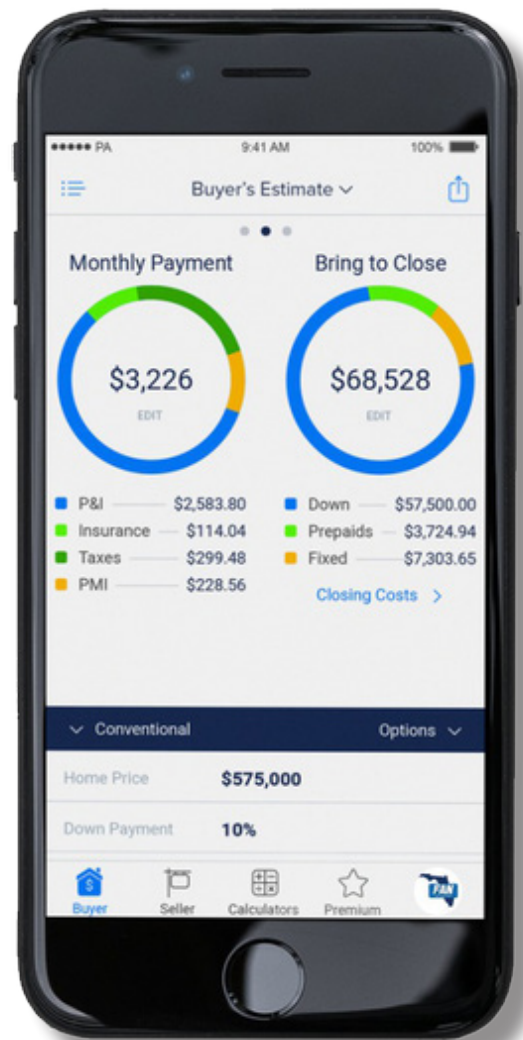 ●●●●● PA 9:41 AM 100%
Buyer's Estimate
Monthly Payment Bring to Close
$3,226 $68,528
EDIT EDIT
P&I $2,583.80 Down $57,500.00
Insurance $114.04 Prepaids $3,724.94
Taxes $299.48 Fixed $7,303.65
PMI $228.56
Closing Costs >
Conventional Options
Home Price $575,000
Down Payment 10%
$
FAN
Buyer Seller Calculators Premium